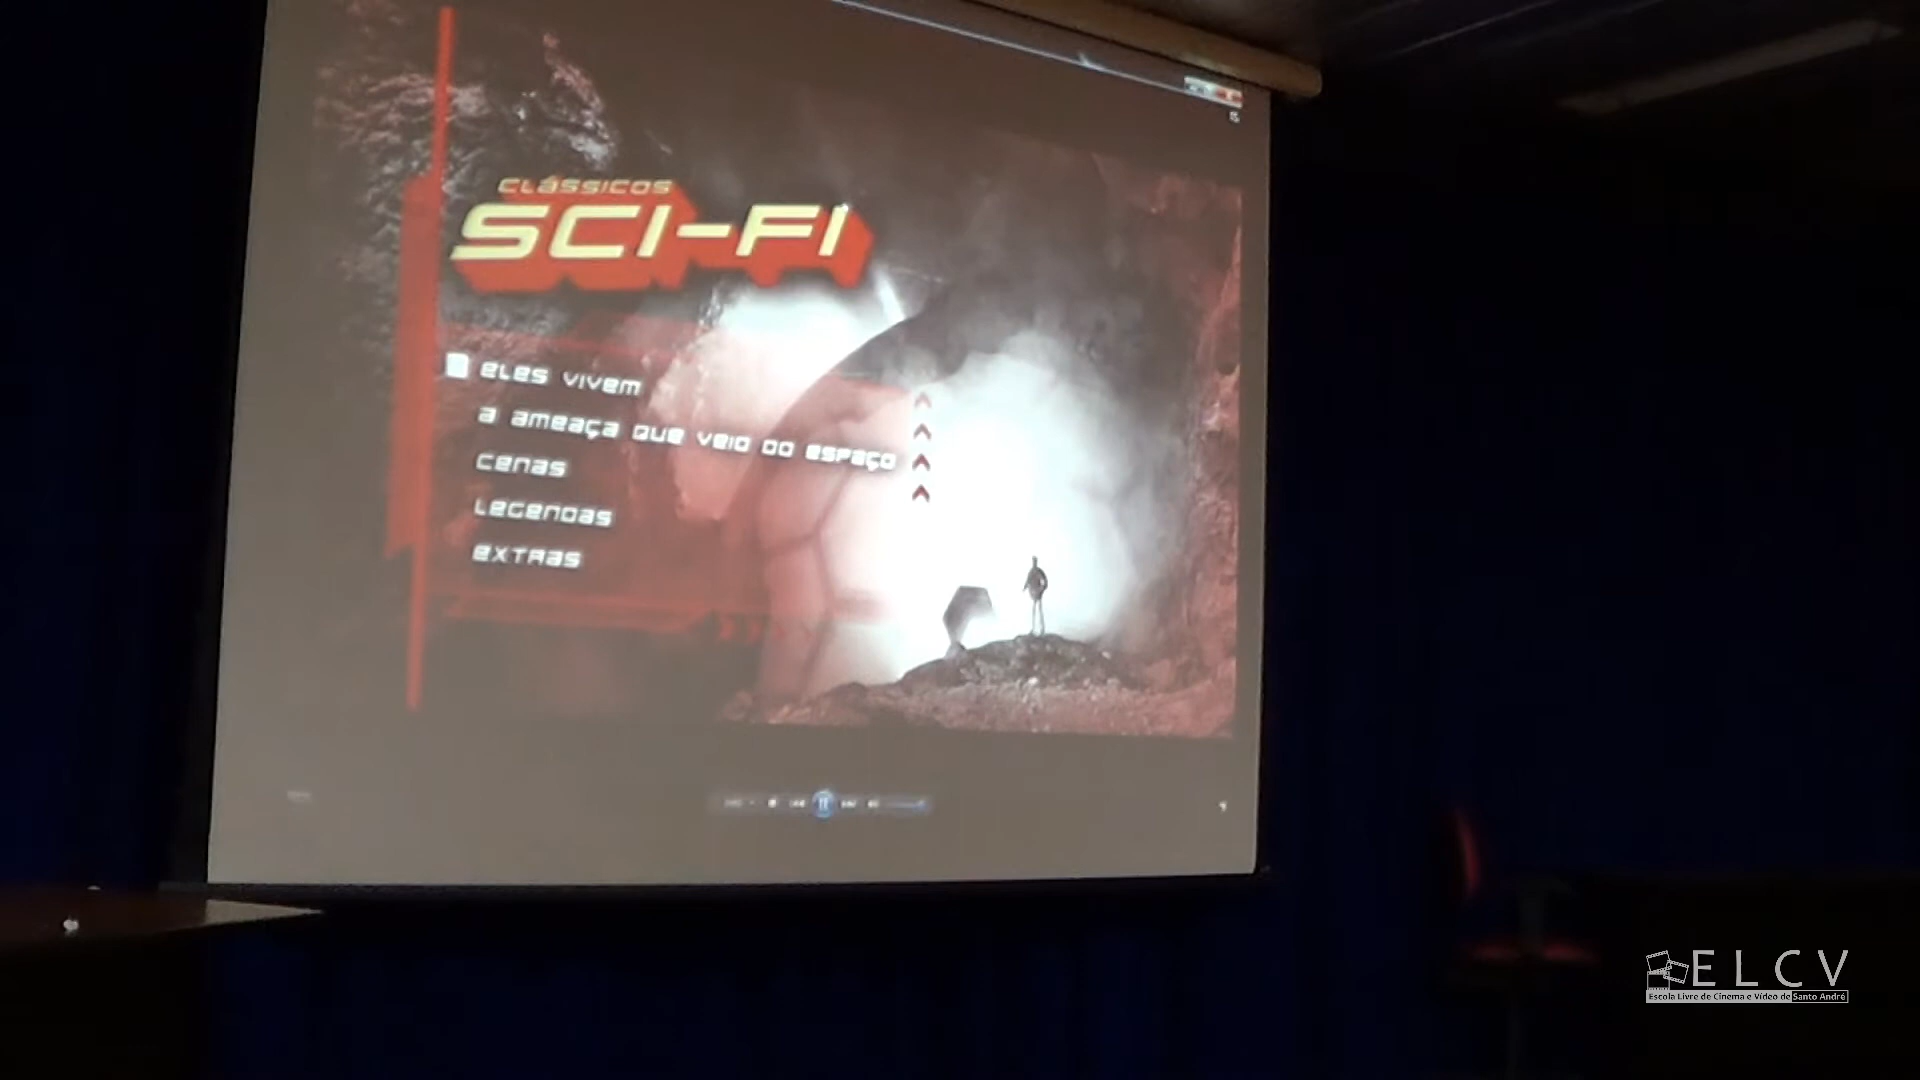 CLÁSSICOS
SCI-FI
ELES VIVEM
A AMEAÇA QUE VEIO DO ESPAÇO
CENAS
LEGENDAS
EXTRAS
ELCV
Escola Livre de Cinema e Vídeo de Santo André